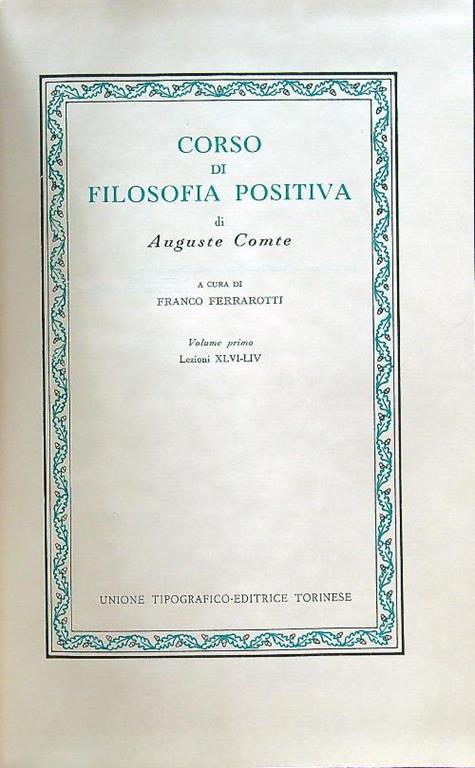 CORSO
DI
FILOSOFIA POSITIVA
di
Auguste Comte
A CURA DI
FRANCO FERRAROTTI
Volume primo
Lezioni XLVI-LIV
UNIONE TIPOGRAFICO-EDITRICE TORINESE